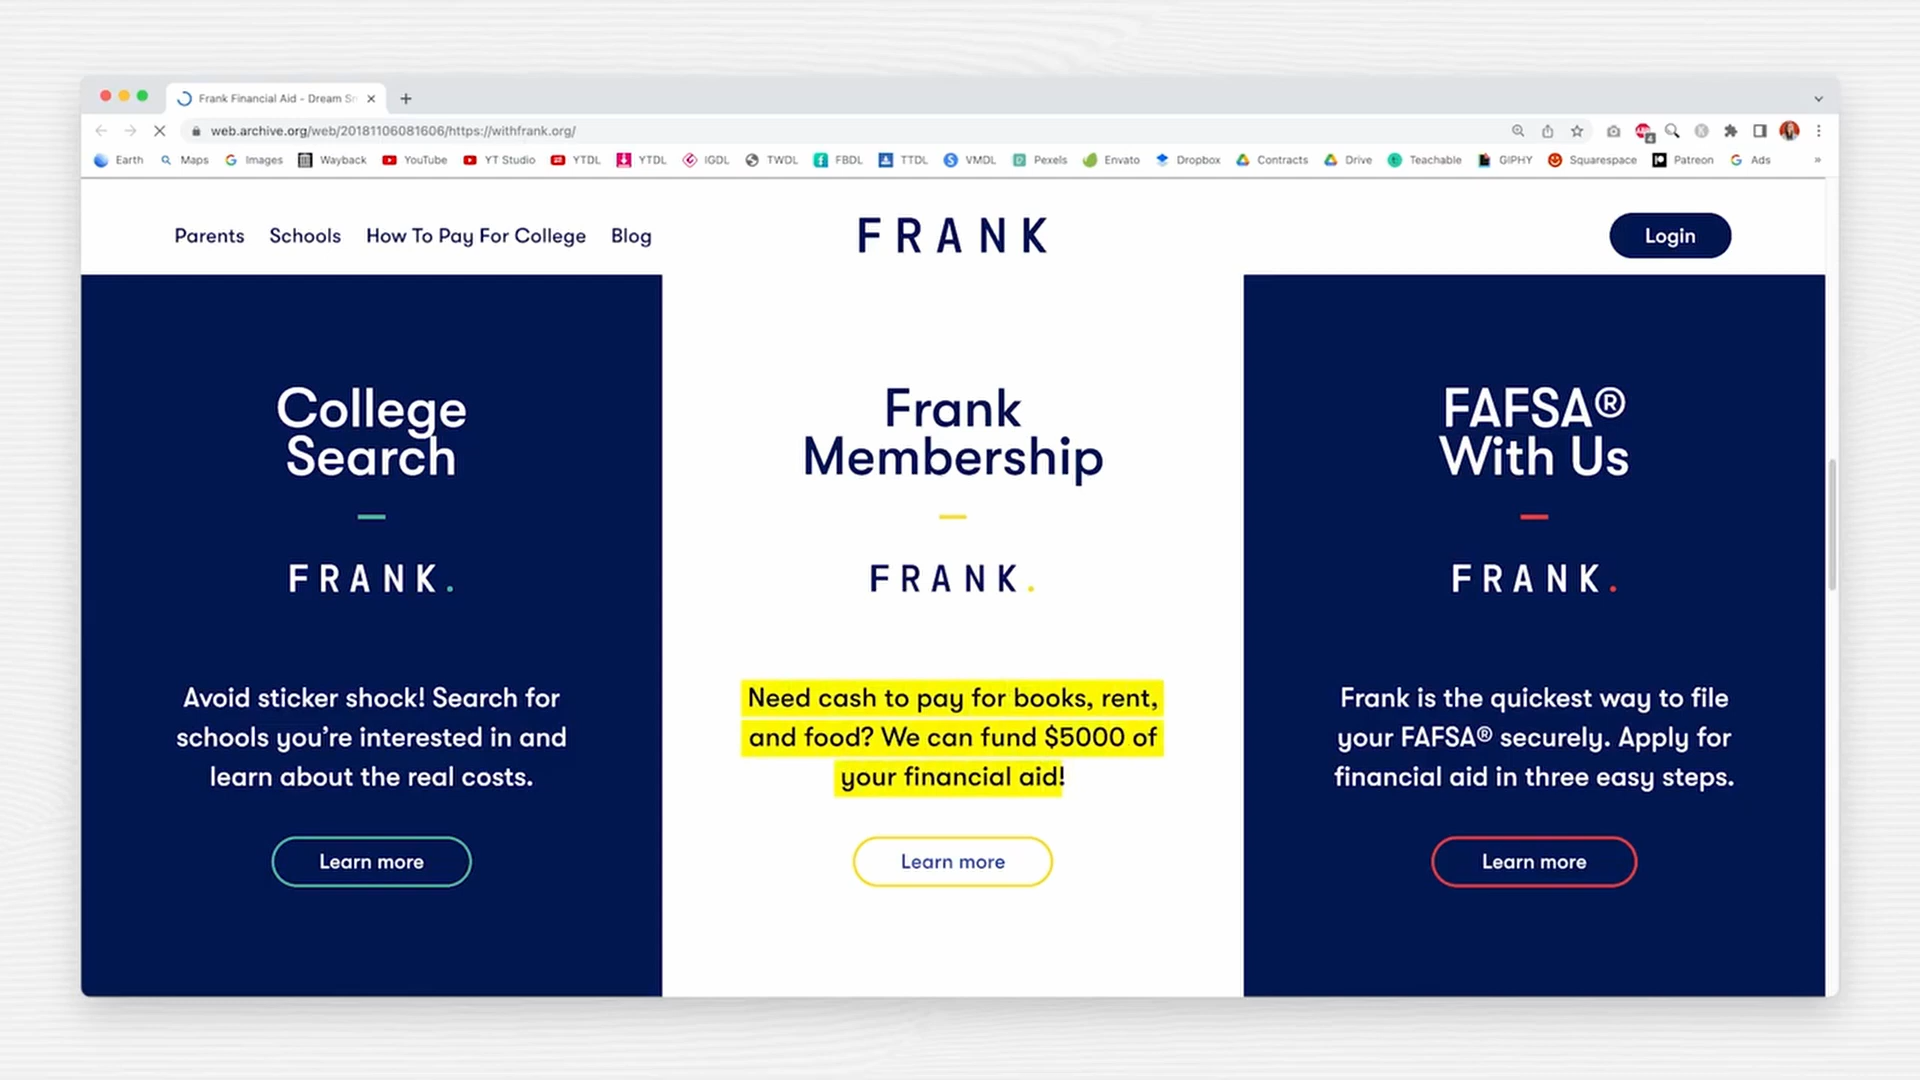 Frank Financial Aid - Dream Sn
web.archive.org/web/20181106081606/https://withfrank.org/
Earth Maps Images Wayback YouTube YT Studio YTDL YTDL IGDL TWDL FBDL TTDL VMDL Pexels Envato Dropbox Contracts Drive Teachable GIPHY Squarespace Patreon Ads »
Parents Schools How To Pay For College Blog
FRANK
Login
College
Search
FRANK.
Avoid sticker shock! Search for
schools you’re interested in and
learn about the real costs.
Learn more
Frank
Membership
FRANK.
Need cash to pay for books, rent,
and food? We can fund $5000 of
your financial aid!
Learn more
FAFSA®
With Us
FRANK.
Frank is the quickest way to file
your FAFSA® securely. Apply for
financial aid in three easy steps.
Learn more